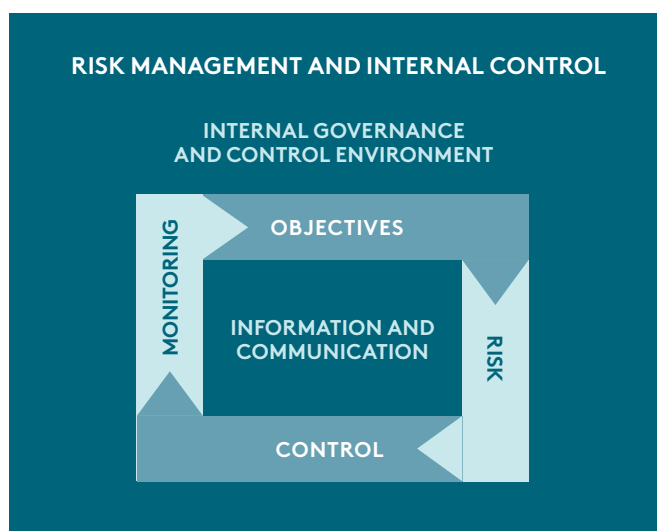 RISK MANAGEMENT AND INTERNAL CONTROL
INTERNAL GOVERNANCE
AND CONTROL ENVIRONMENT
OBJECTIVES
MONITORING
INFORMATION AND
COMMUNICATION
RISK
CONTROL